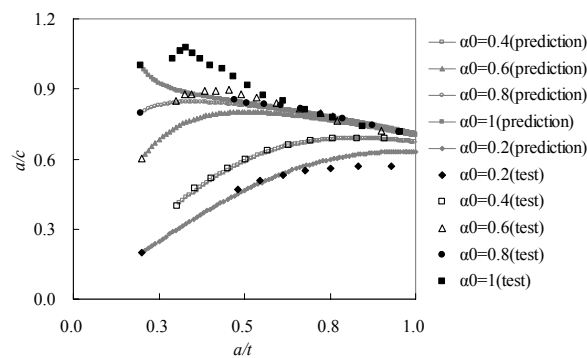 1.2
0.9
0.6
0.3
0.0
a/c
0.0 0.3 0.5 0.8 1.0
a/t
α0=0.4(prediction)
α0=0.6(prediction)
α0=0.8(prediction)
α0=1(prediction)
α0=0.2(prediction)
α0=0.2(test)
α0=0.4(test)
α0=0.6(test)
α0=0.8(test)
α0=1(test)